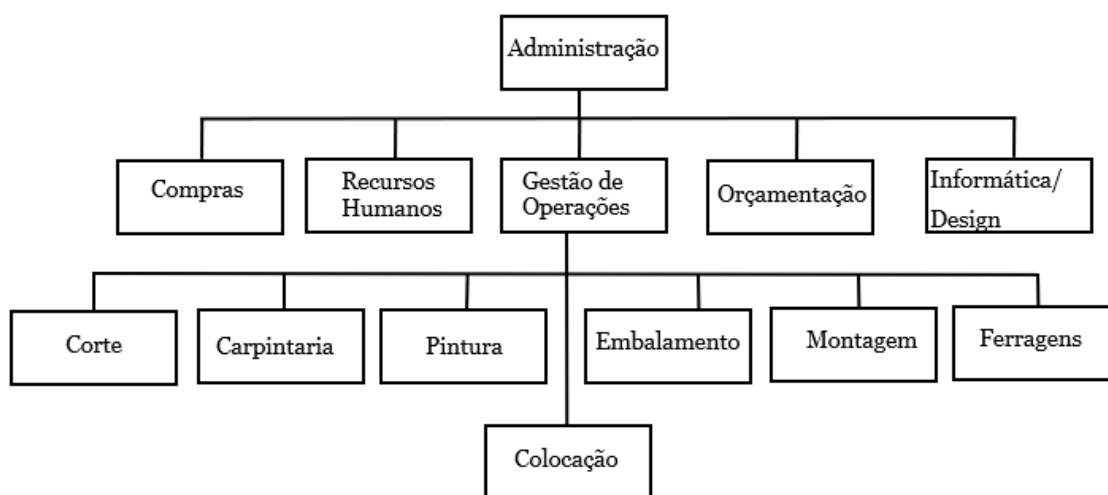 Administração
Compras
Recursos
Humanos
Gestão de
Operações
Orçamentação
Informática/
Design
Corte
Carpintaria
Pintura
Embalamento
Montagem
Ferragens
Colocação